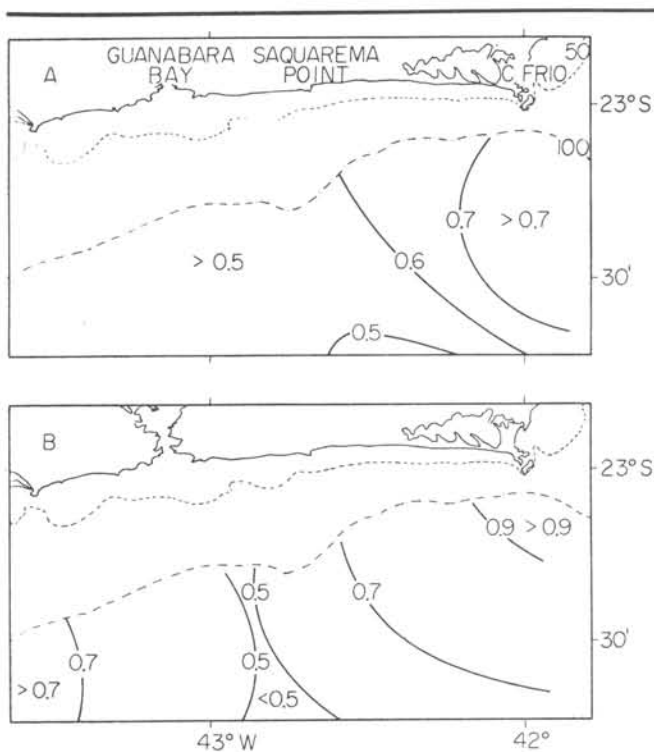 A
GUANABARA BAY
SAQUAREMA POINT
C. FRIO
50
23° S
100
0.7
> 0.7
> 0.5
0.6
30'
0.5
B
23° S
0.9
> 0.9
0.5
0.7
30'
0.7
> 0.7
0.5
<0.5
43° W
42°